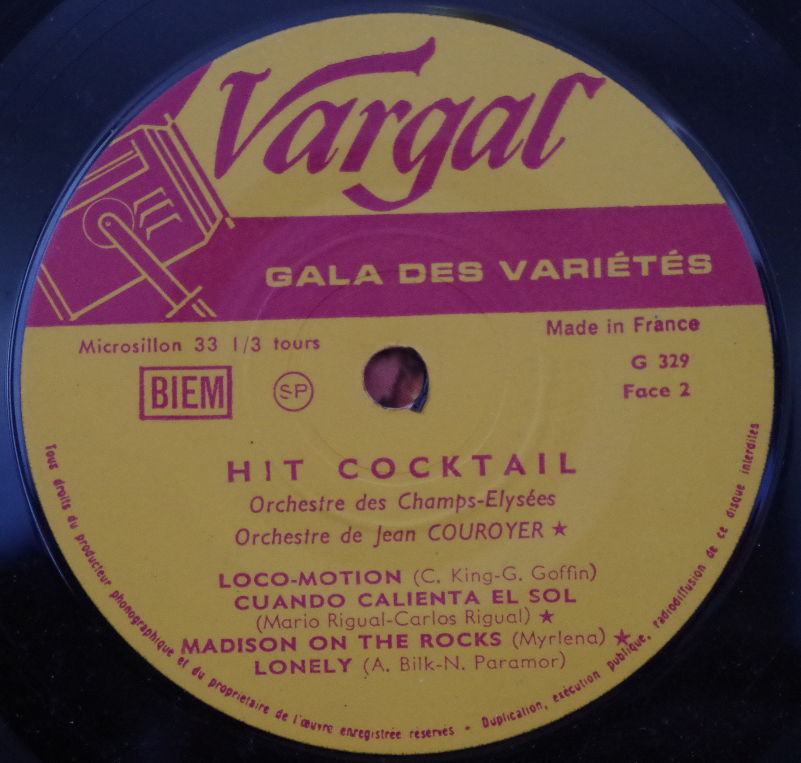 Vargal
GALA DES VARIÉTÉS
Microsillon 33 1/3 tours
Made in France
BIEM
SP
G 329
Face 2
HIT COCKTAIL
Orchestre des Champs-Elysées
Orchestre de Jean COUROYER ★
LOCO-MOTION (C. King-G. Goffin)
CUANDO CALIENTA EL SOL
(Mario Rigual-Carlos Rigual) ★
MADISON ON THE ROCKS (Myrlena) ★
LONELY (A. Bilk-N. Paramor)
Tous droits du producteur phonographique et du propriétaire de l'œuvre enregistrée réservés - Duplication, exécution publique, radiodiffusion de ce disque interdites